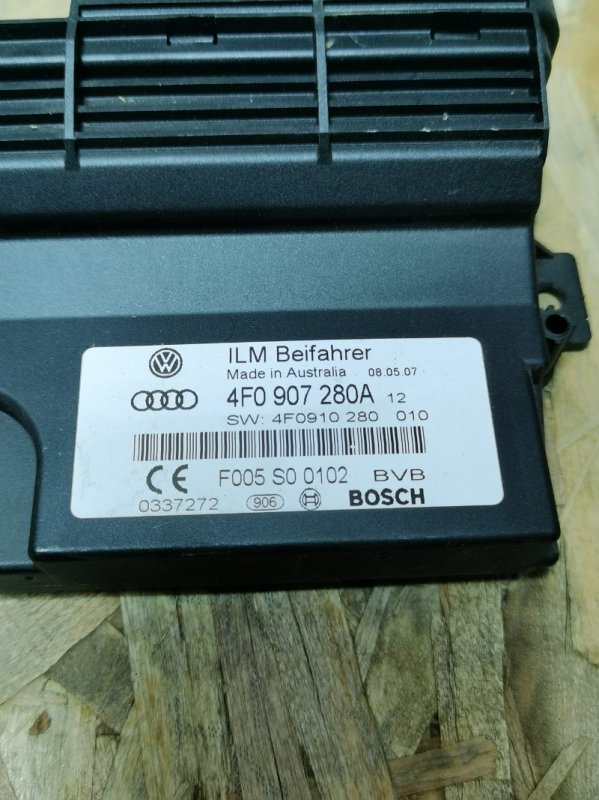 ILM Beifahrer
Made in Australia 08.05.07
4F0 907 280A 12
SW: 4F0910 280 010
CE F005 S0 0102 BVB
0337272 906 BOSCH